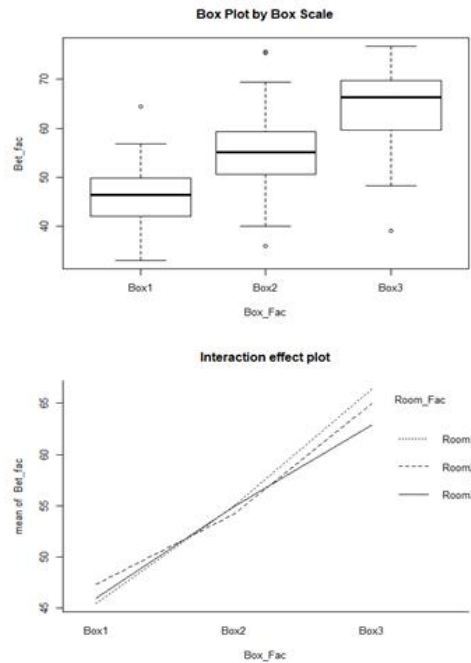 Box Plot by Box Scale
70
60
50
40
Bet_fac
Box1 Box2 Box3
Box_Fac
Interaction effect plot
65
60
55
50
45
mean of Bet_fac
Room_Fac
Room
Room
Room
Box1 Box2 Box3
Box_Fac